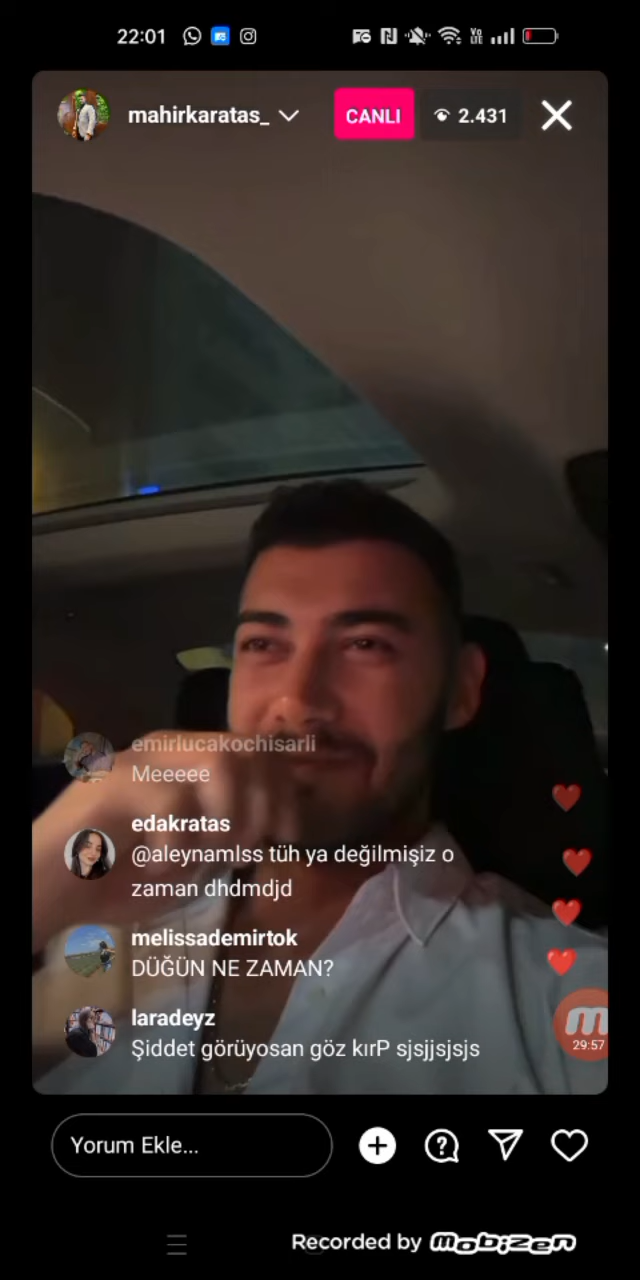 22:01
VoLTE
mahirkaratas_
CANLI
2.431
emirlucakochisarli
Meeeee
edakratas
@aleynamlss tüh ya değilmişiz o
zaman dhdmdjd
melissademirtok
DÜĞÜN NE ZAMAN?
laradeyz
Şiddet görüyosan göz kırP sjsjjsjsjs
m
29:57
Yorum Ekle...
Recorded by mobizen